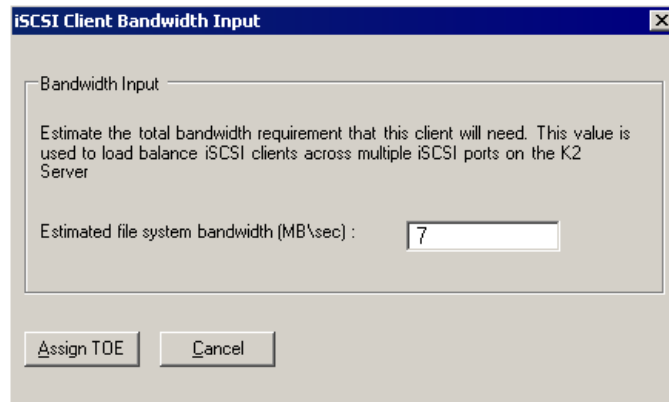 iSCSI Client Bandwidth Input
Bandwidth Input
Estimate the total bandwidth requirement that this client will need. This value is
used to load balance iSCSI clients across multiple iSCSI ports on the K2
Server
Estimated file system bandwidth (MB\sec) : 7
Assign TOE Cancel